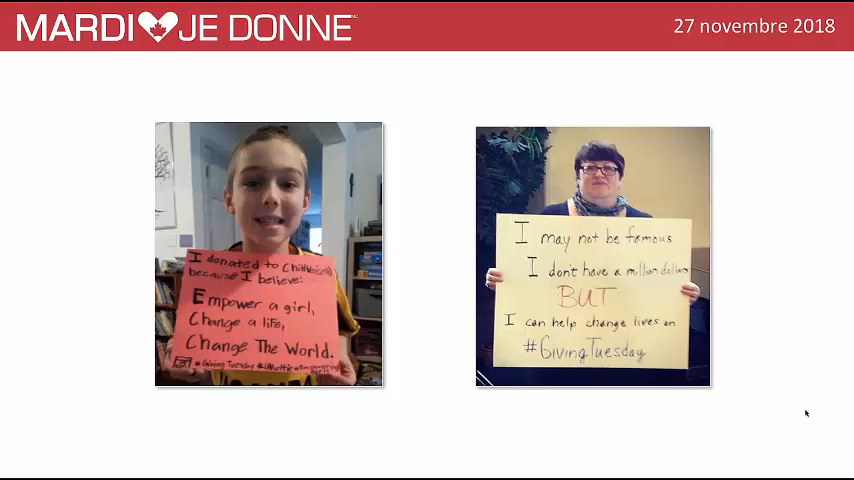 MARDI JE DONNE
27 novembre 2018
I donated to
because I believe:
Empower a girl,
Change a life,
Change The World.
#GivingTuesday
I may not be famous
I don't have a million dollars
BUT
I can help change lives on
#GivingTuesday